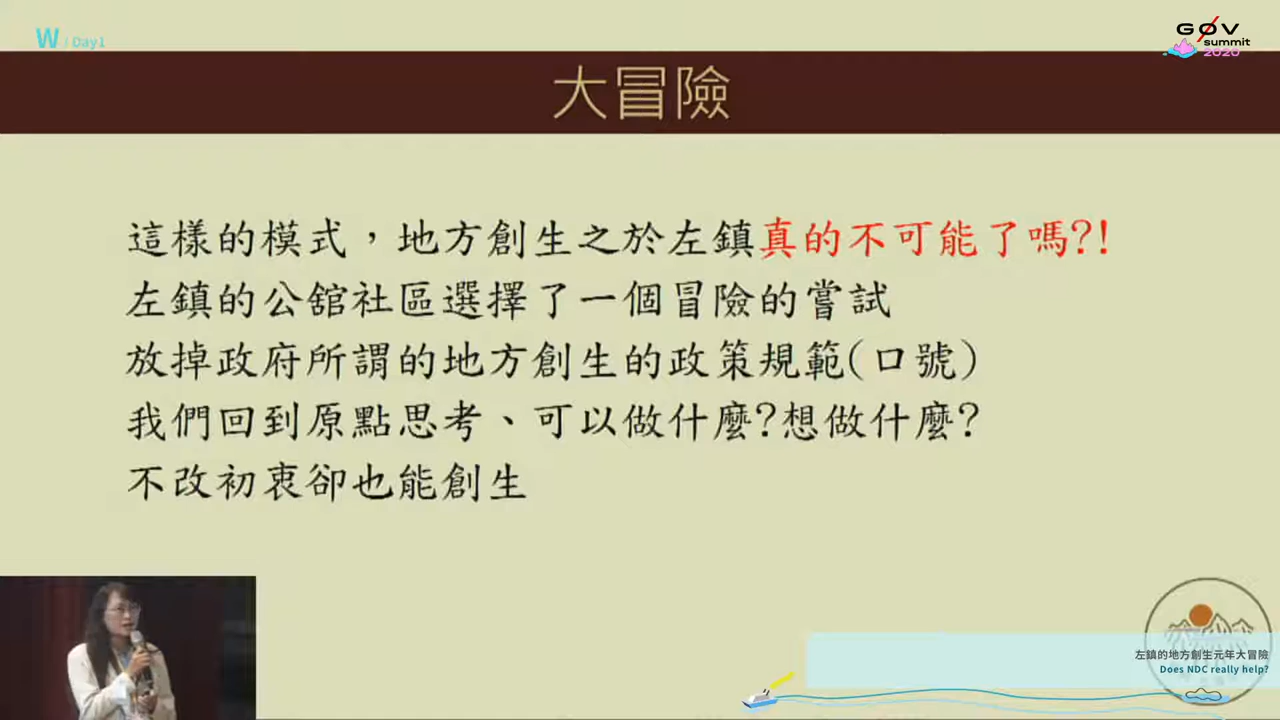 W / Day1
G0V
summit
2020
大冒險
這樣的模式，地方創生之於左鎮真的不可能了嗎?!
左鎮的公舘社區選擇了一個冒險的嘗試
放掉政府所謂的地方創生的政策規範(口號)
我們回到原點思考、可以做什麼?想做什麼?
不改初衷卻也能創生
左鎮的地方創生元年大冒險
Does NDC really help?